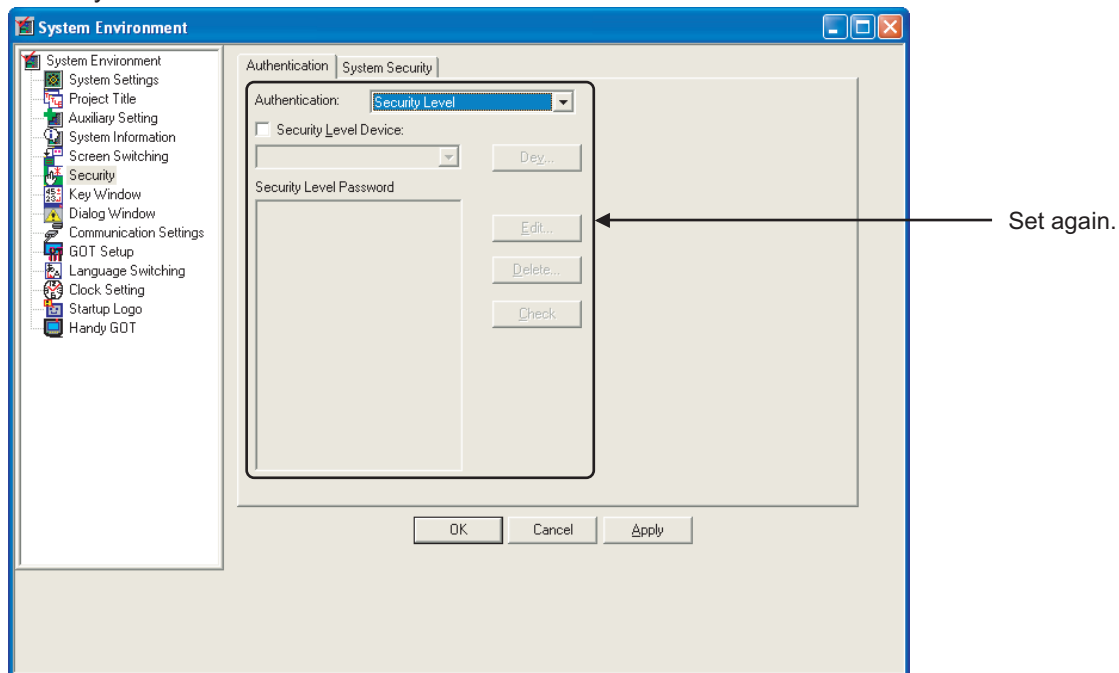 System Environment
System Environment
System Settings
Project Title
Auxiliary Setting
System Information
Screen Switching
Security
Key Window
Dialog Window
Communication Settings
GOT Setup
Language Switching
Clock Setting
Startup Logo
Handy GOT
Authentication System Security
Authentication: Security Level
Security Level Device:
Dev...
Security Level Password
Edit...
Delete...
Check
Set again.
OK Cancel Apply